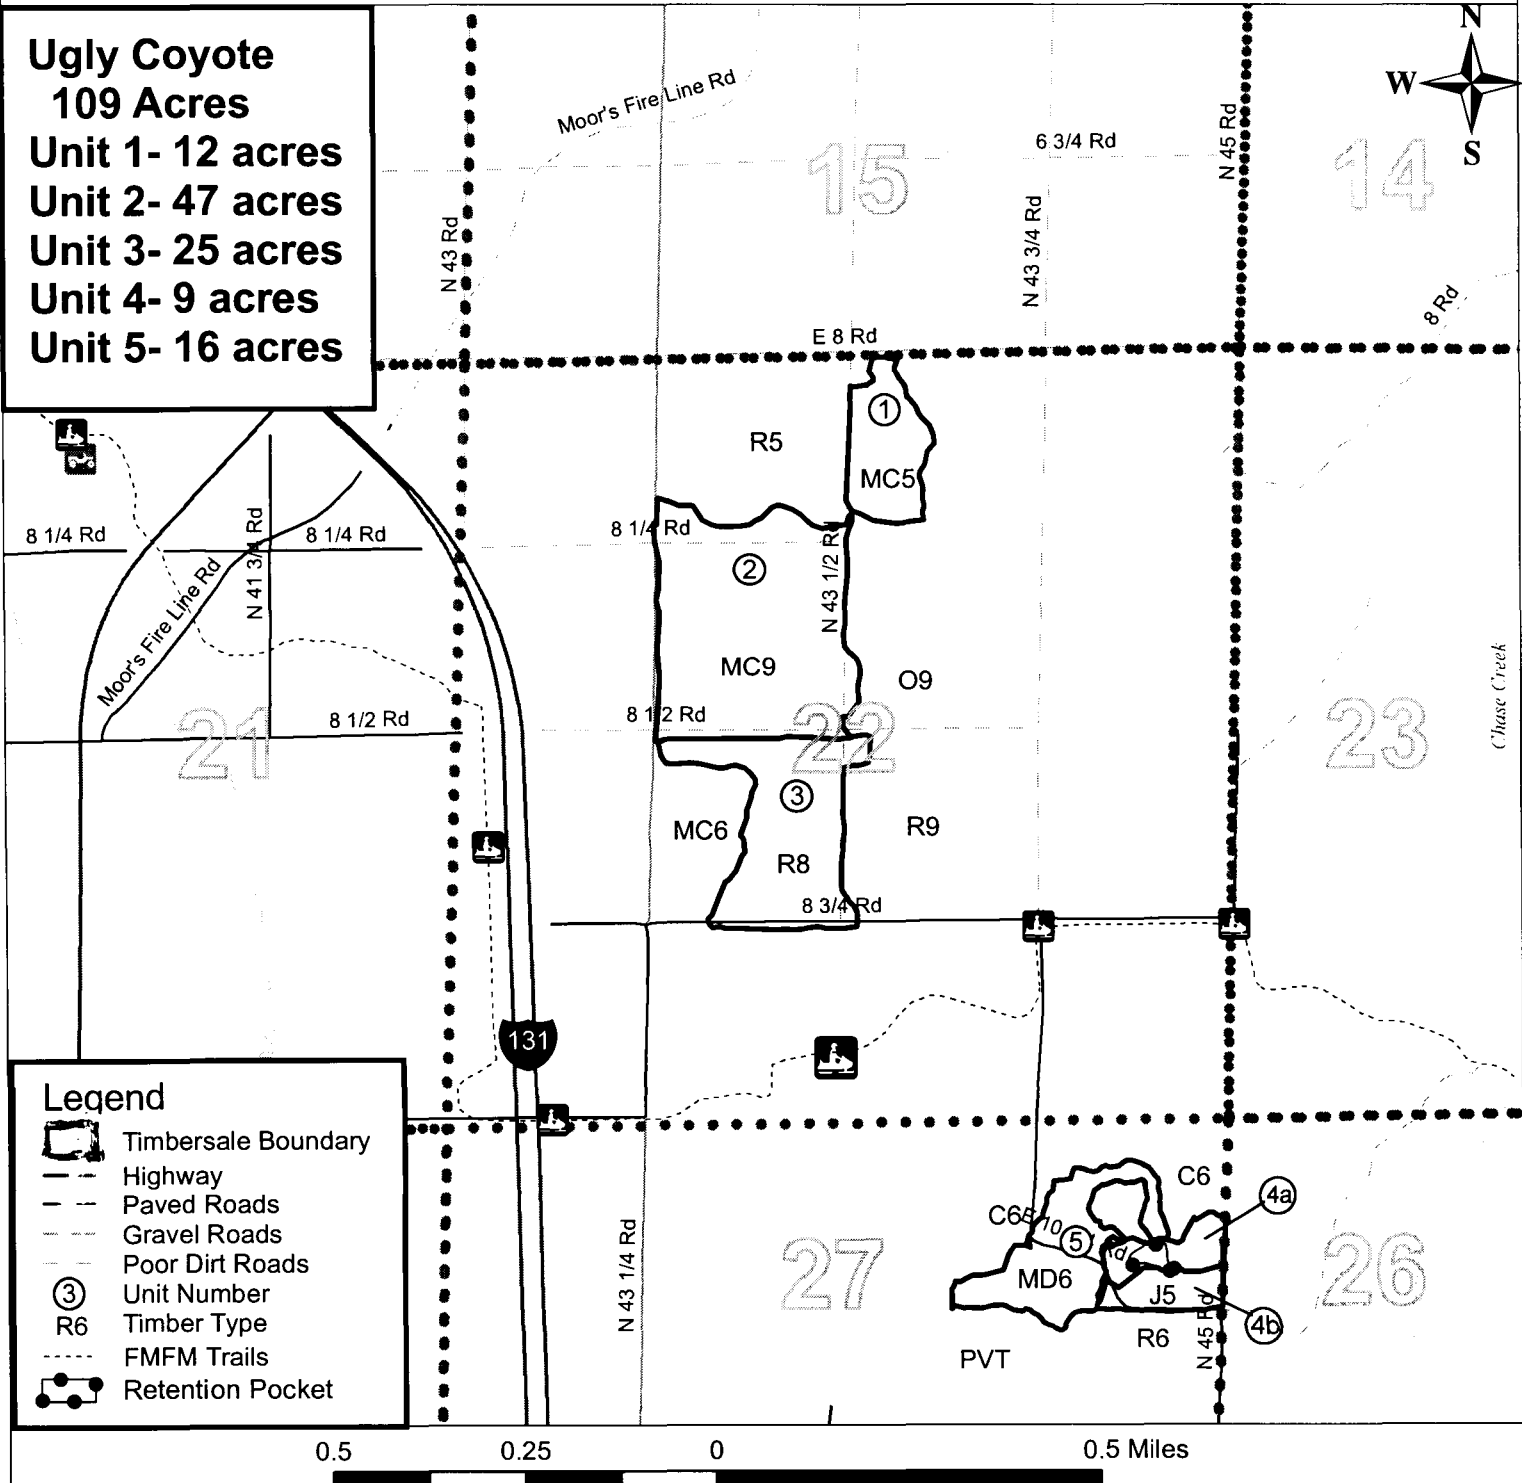 Ugly Coyote
109 Acres
Unit 1- 12 acres
Unit 2- 47 acres
Unit 3- 25 acres
Unit 4- 9 acres
Unit 5- 16 acres
N
W
S
Moor's Fire Line Rd
6 3/4 Rd
15
14
N 45 Rd
N 43 Rd
N 43 3/4 Rd
8 Rd
E 8 Rd
1
R5
MC5
8 1/4 Rd
8 1/4 Rd
8 1/4 Rd
N 41 3/4 Rd
N 43 1/2 Rd
2
Moor's Fire Line Rd
MC9
O9
Chase Creek
8 1/2 Rd
8 1/2 Rd
21
22
23
3
MC6
R9
R8
8 3/4 Rd
131
Legend
Timbersale Boundary
Highway
Paved Roads
Gravel Roads
Poor Dirt Roads
3 Unit Number
R6 Timber Type
FMFM Trails
Retention Pocket
C6
4a
C6
E 10 Rd
5
27
26
MD6
J5
N 43 1/4 Rd
4b
R6
N 45 Rd
PVT
0.5 0.25 0 0.5 Miles